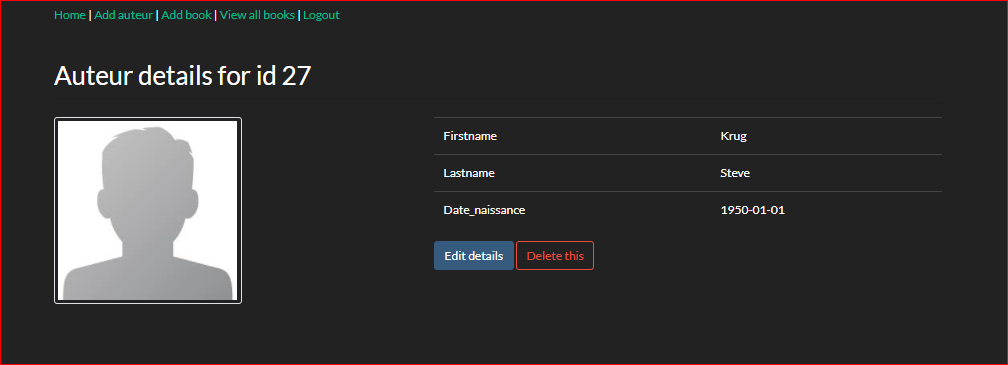 Home | Add auteur | Add book | View all books | Logout
Auteur details for id 27
Firstname Krug
Lastname Steve
Date_naissance 1950-01-01
Edit details Delete this